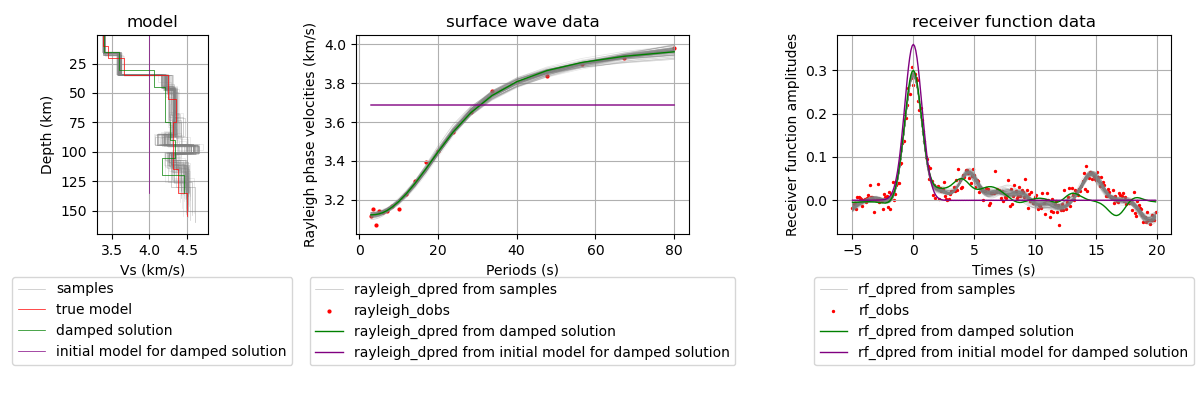 model
25
50
75
100
125
150
Depth (km)
3.5 4.0 4.5
Vs (km/s)
samples
true model
damped solution
initial model for damped solution
surface wave data
4.0
3.8
3.6
3.4
3.2
Rayleigh phase velocities (km/s)
0 20 40 60 80
Periods (s)
rayleigh_dpred from samples
rayleigh_dobs
rayleigh_dpred from damped solution
rayleigh_dpred from initial model for damped solution
receiver function data
0.3
0.2
0.1
0.0
Receiver function amplitudes
−5 0 5 10 15 20
Times (s)
rf_dpred from samples
rf_dobs
rf_dpred from damped solution
rf_dpred from initial model for damped solution